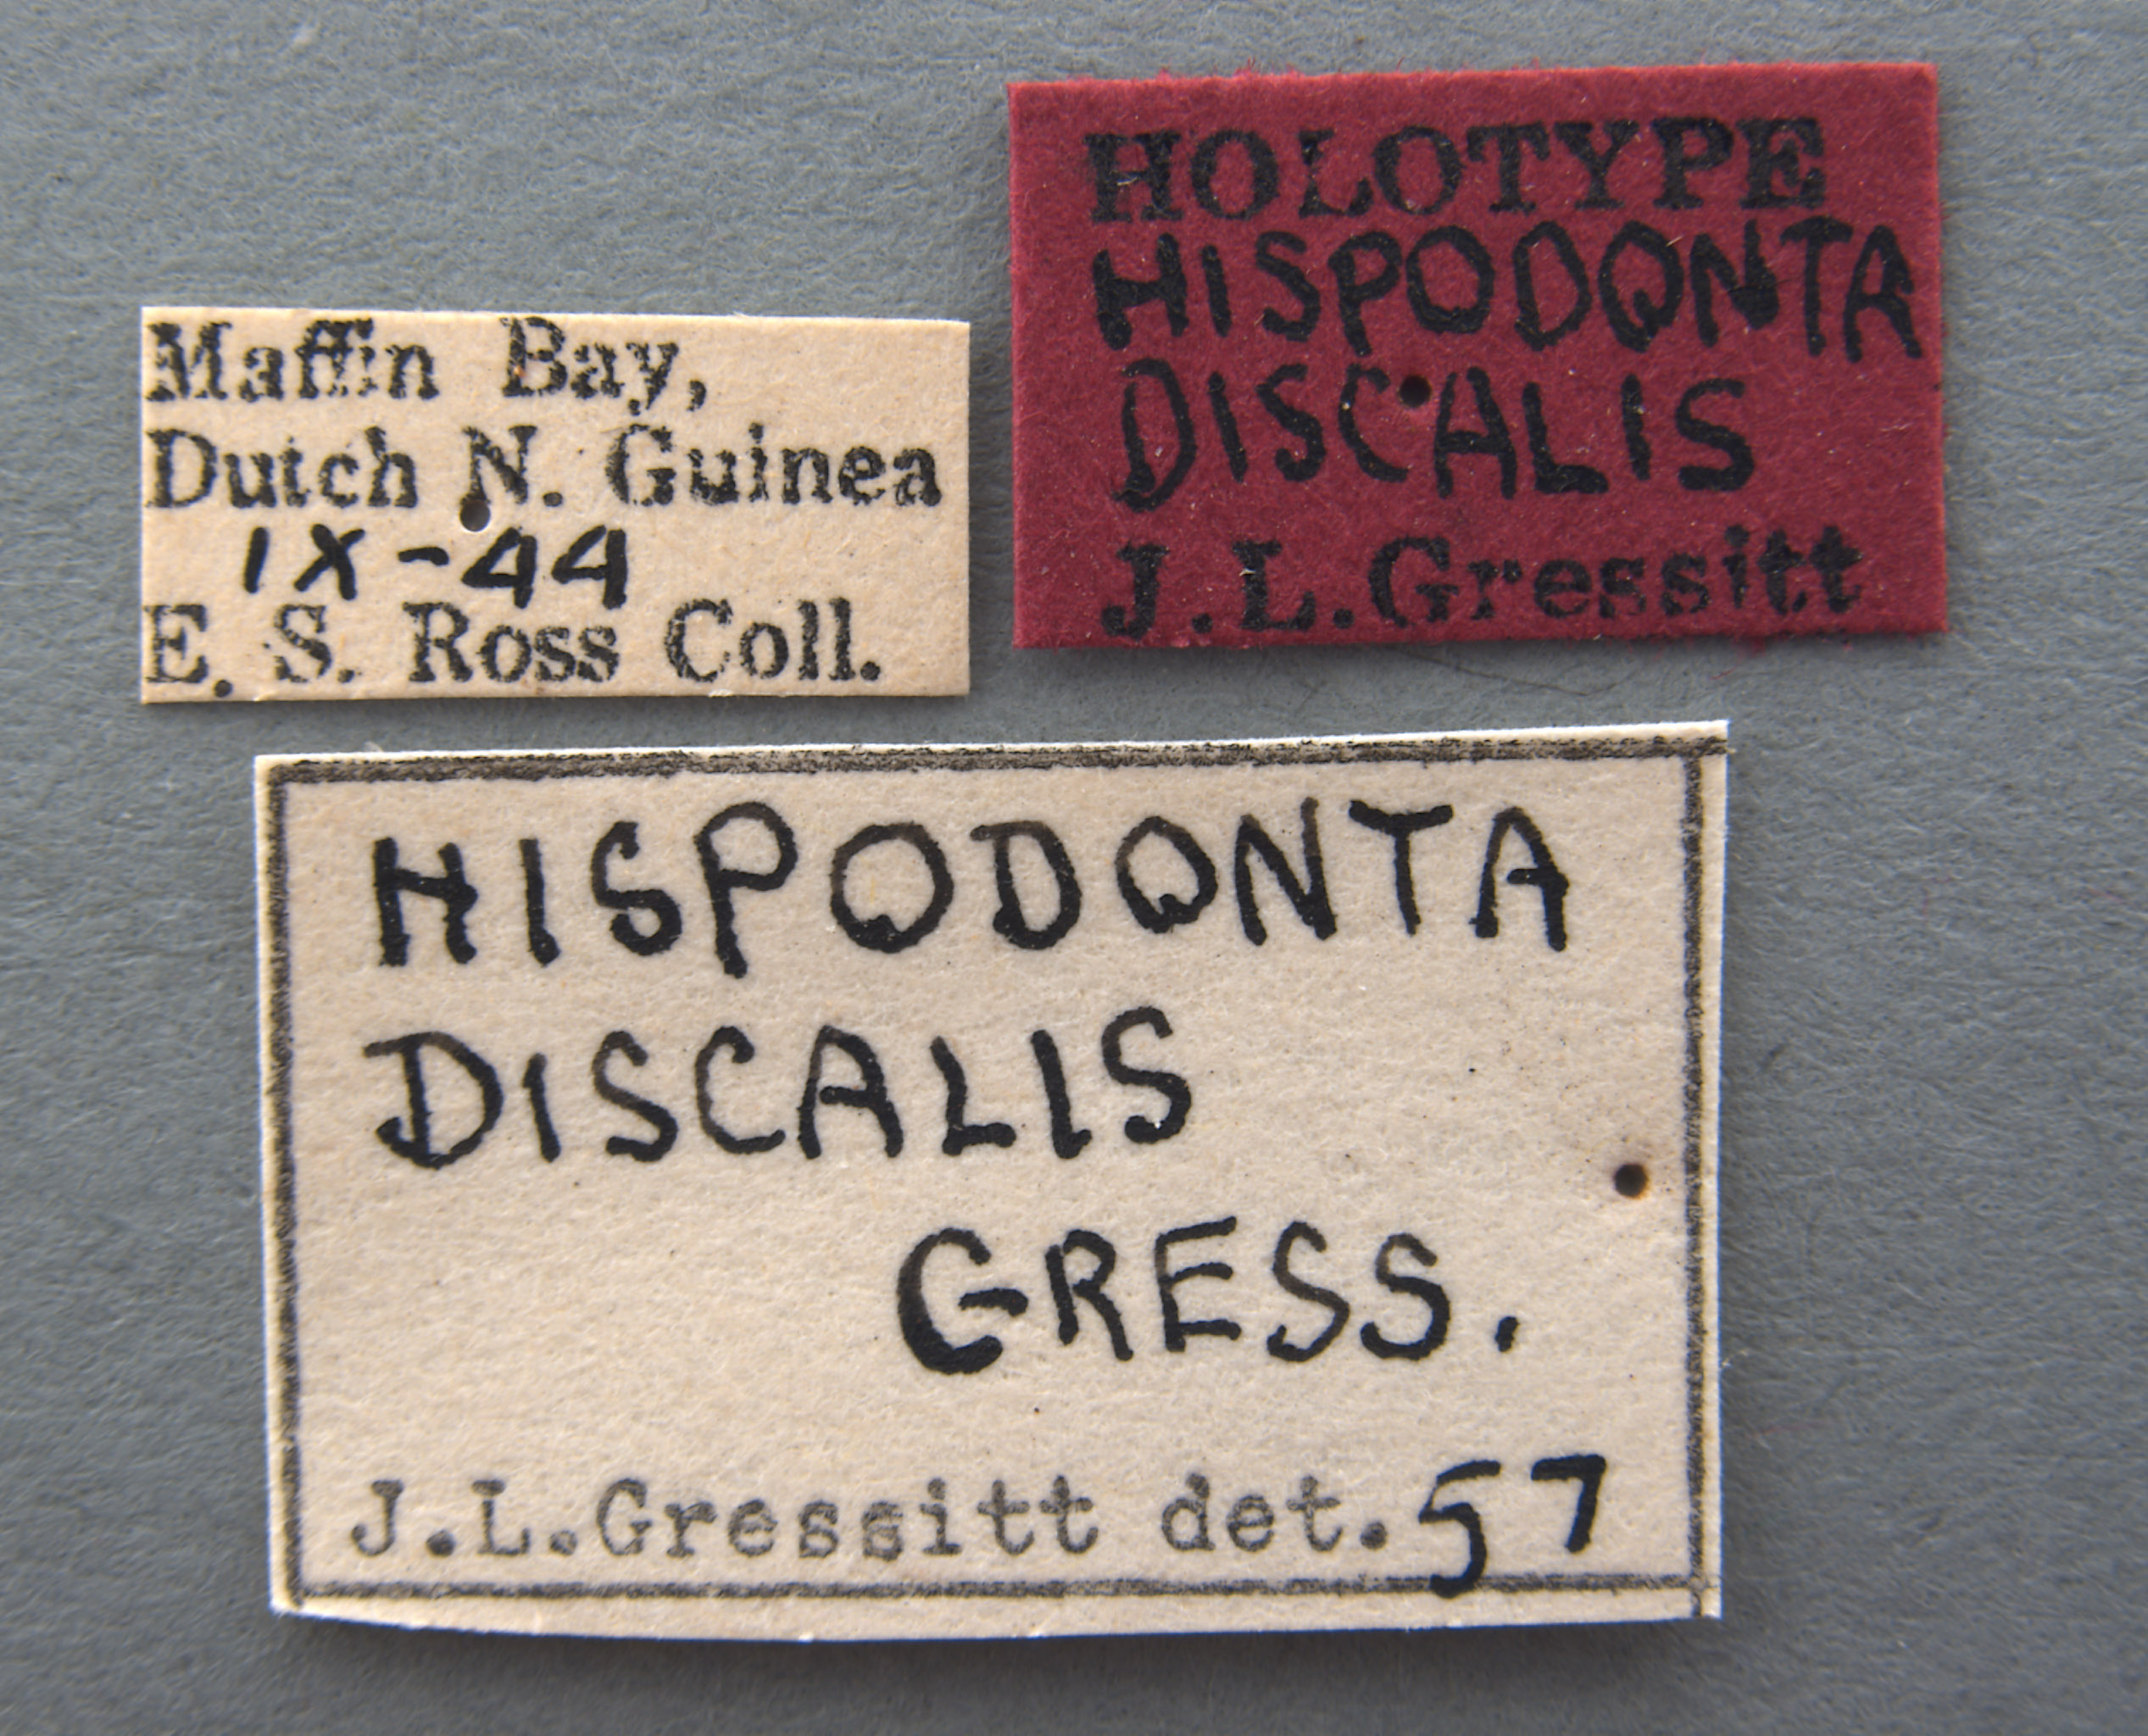 Maffin Bay,
Dutch N. Guinea
IX-44
E. S. Ross Coll.
HOLOTYPE
HISPODONTA
DISCALIS
J.L.Gressitt
HISPODONTA
DISCALIS
GRESS.
J.L.Gressitt det. 57